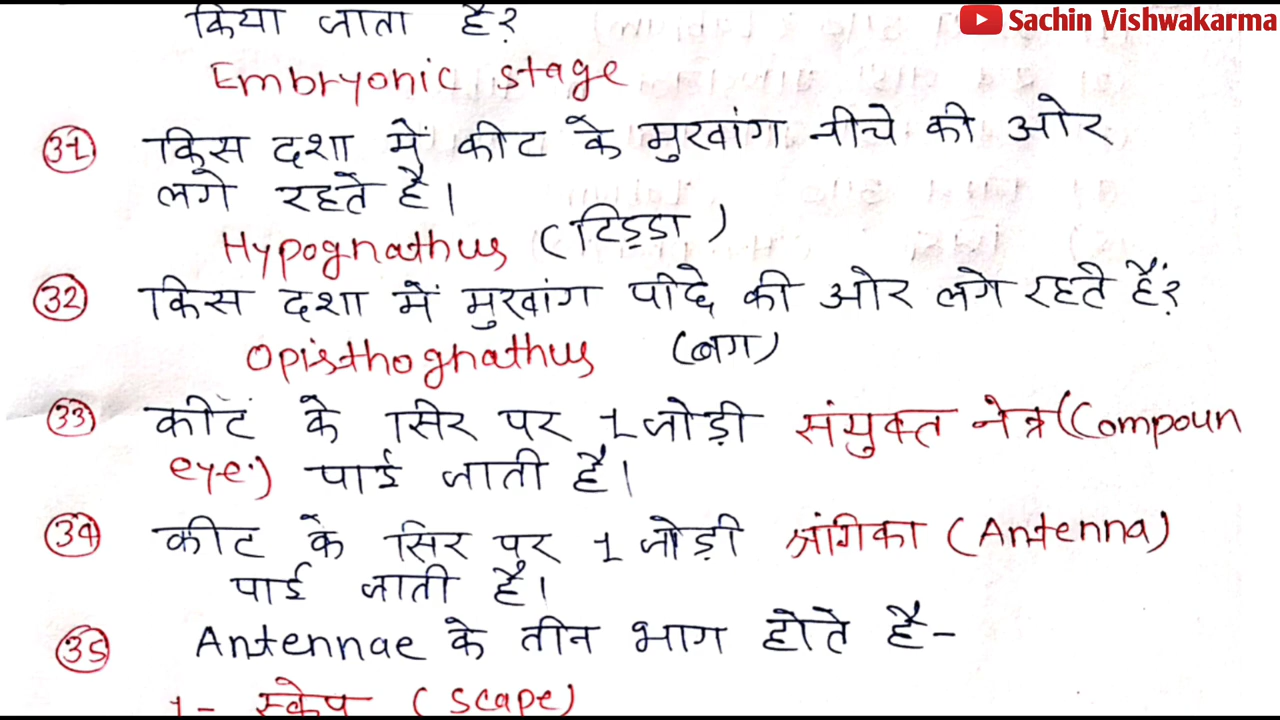 Sachin Vishwakarma
किया जाता है?
Embryonic stage
31 किस दशा में कीट के मुखांग नीचे की ओर
लगे रहते है।
Hypognathus (टिड्डा)
32 किस दशा में मुखांग पीछे की ओर लगे रहते हैं?
Opisthognathus (बग)
33 कीट के सिर पर 1 जोड़ी संयुक्त नेत्र (Compoun
eye.) पाई जाती है।
34 कीट के सिर पर 1 जोड़ी श्रंगिका (Antenna)
पाई जाती है।
35 Antennae के तीन भाग होते है-
1- स्केप (Scape)